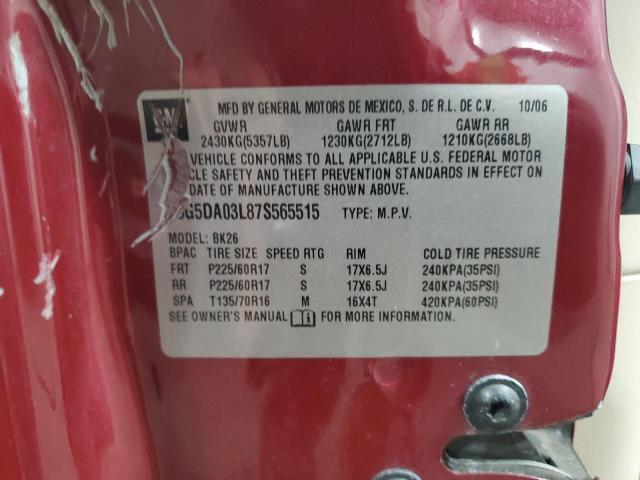 MFD BY GENERAL MOTORS DE MEXICO, S. DE R.L. DE C.V. 10/06
GVWR GAWR FRT GAWR RR
2430KG(5357LB) 1230KG(2712LB) 1210KG(2668LB)
VEHICLE CONFORMS TO ALL APPLICABLE U.S. FEDERAL MOTOR
VEHICLE SAFETY AND THEFT PREVENTION STANDARDS IN EFFECT ON
DATE OF MANUFACTURE SHOWN ABOVE.
G5DA03L87S565515 TYPE: M.P.V.
MODEL: BK26
BPAC TIRE SIZE SPEED RTG RIM COLD TIRE PRESSURE
FRT P225/60R17 S 17X6.5J 240KPA(35PSI)
RR P225/60R17 S 17X6.5J 240KPA(35PSI)
SPA T135/70R16 M 16X4T 420KPA(60PSI)
SEE OWNER'S MANUAL FOR MORE INFORMATION.